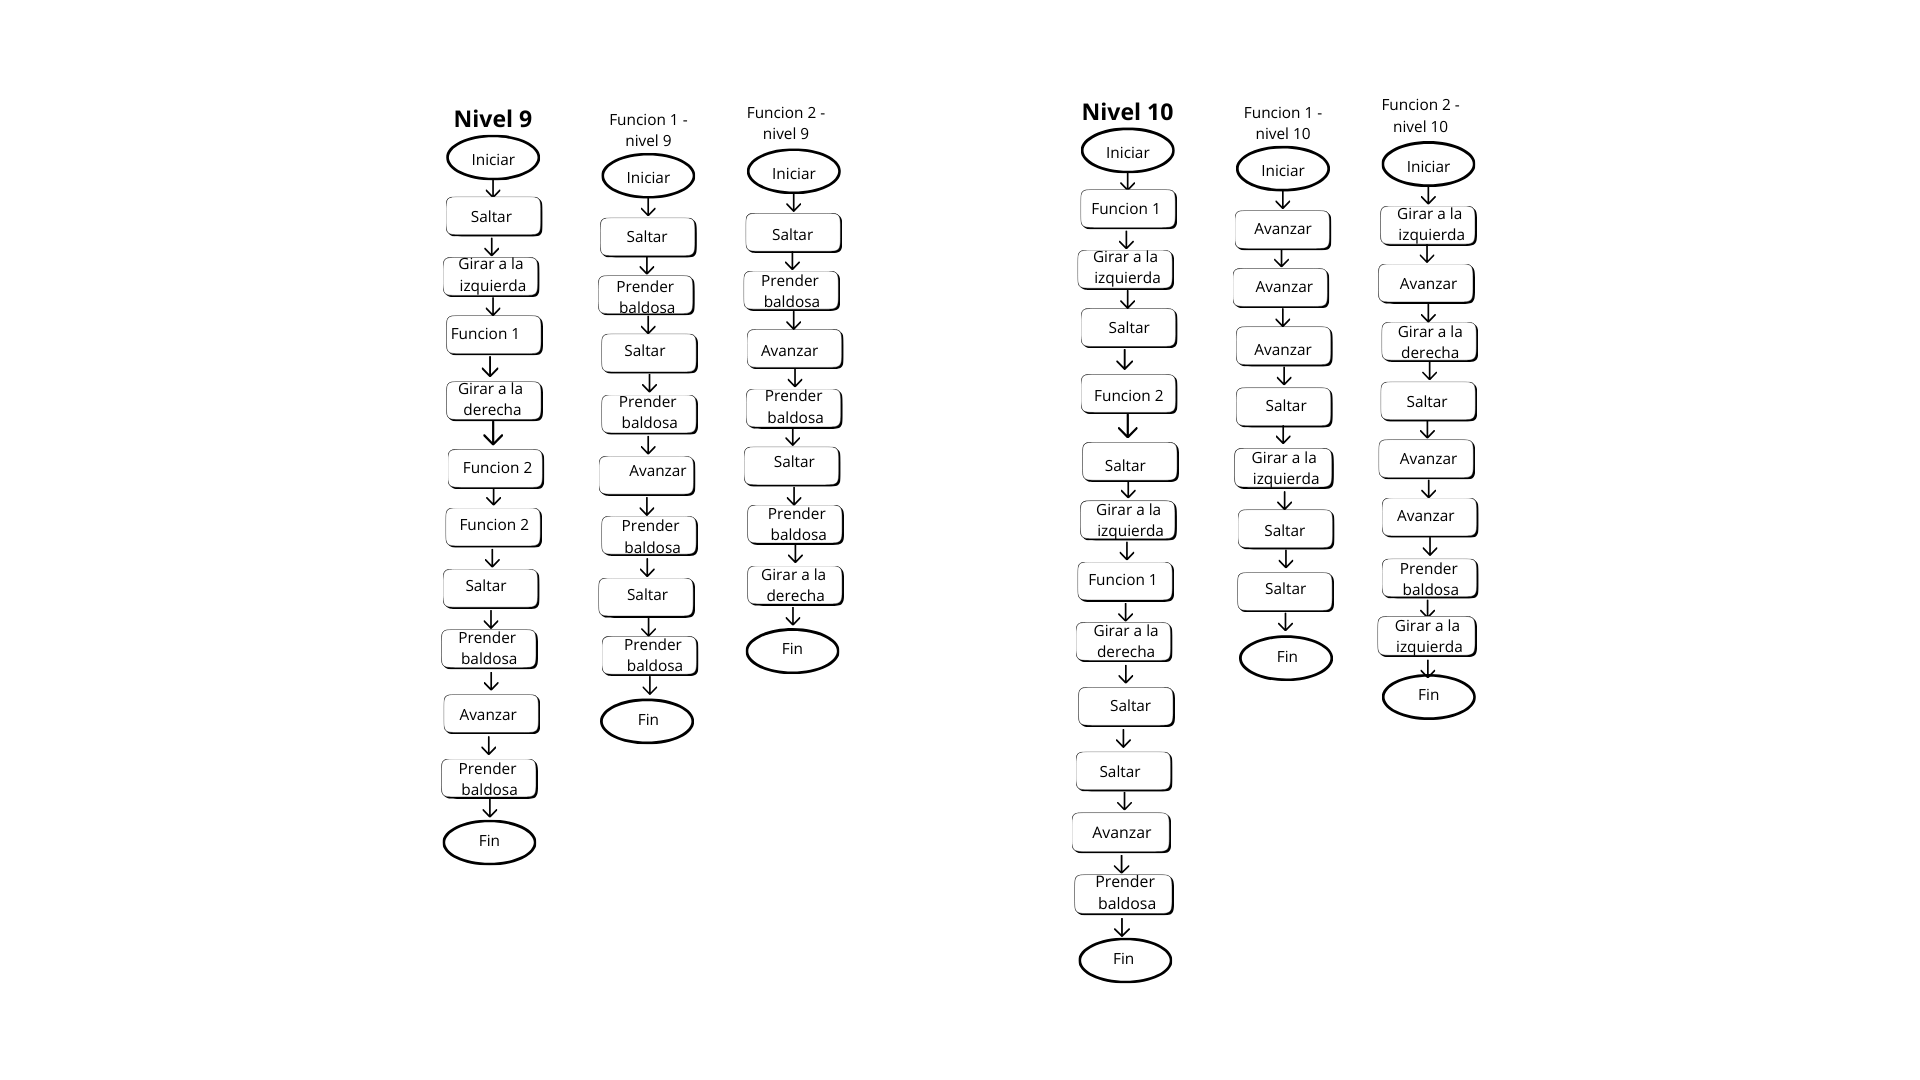 Nivel 9
Iniciar
Saltar
Girar a la
izquierda
Funcion 1
Girar a la
derecha
Funcion 2
Funcion 2
Saltar
Prender
baldosa
Avanzar
Prender
baldosa
Fin
Funcion 1 -
nivel 9
Iniciar
Saltar
Prender
baldosa
Saltar
Prender
baldosa
Avanzar
Prender
baldosa
Saltar
Prender
baldosa
Fin
Funcion 2 -
nivel 9
Iniciar
Saltar
Prender
baldosa
Avanzar
Prender
baldosa
Saltar
Prender
baldosa
Girar a la
derecha
Fin
Nivel 10
Iniciar
Funcion 1
Girar a la
izquierda
Saltar
Funcion 2
Saltar
Girar a la
izquierda
Funcion 1
Girar a la
derecha
Saltar
Saltar
Avanzar
Prender
baldosa
Fin
Funcion 1 -
nivel 10
Iniciar
Avanzar
Avanzar
Avanzar
Saltar
Girar a la
izquierda
Saltar
Saltar
Fin
Funcion 2 -
nivel 10
Iniciar
Girar a la
izquierda
Avanzar
Girar a la
derecha
Saltar
Avanzar
Avanzar
Prender
baldosa
Girar a la
izquierda
Fin